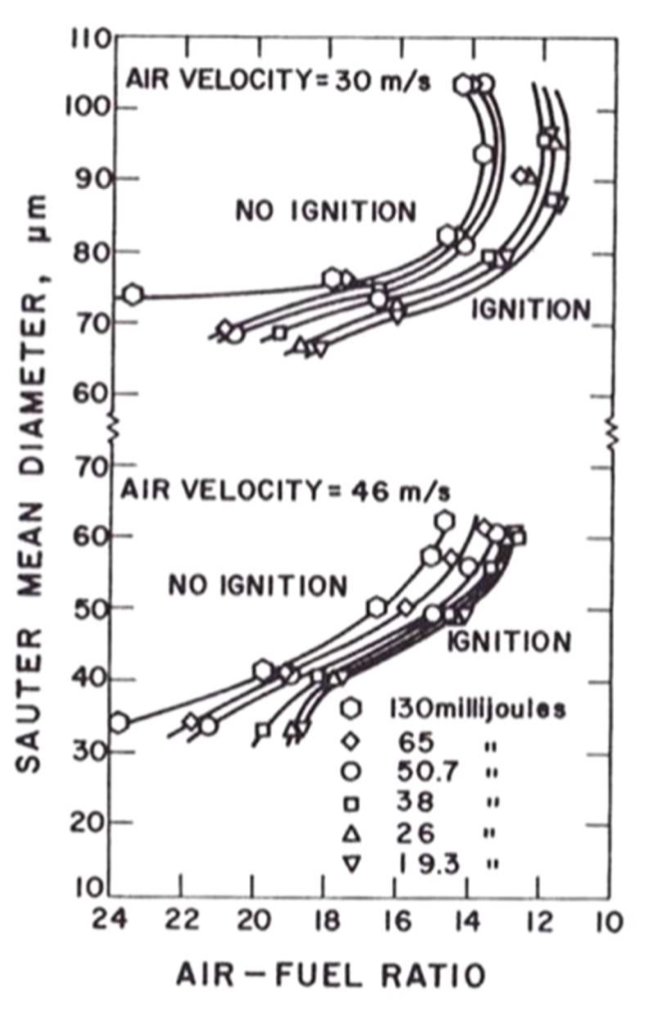 110
AIR VELOCITY = 30 m/s
100
90
NO IGNITION
80
IGNITION
70
60
SAUTER MEAN DIAMETER, µm
70
AIR VELOCITY = 46 m/s
60
NO IGNITION
50
IGNITION
40
130 millijoules
65 "
30
50.7 "
38 "
20
26 "
19.3 "
10
24 22 20 18 16 14 12 10
AIR-FUEL RATIO